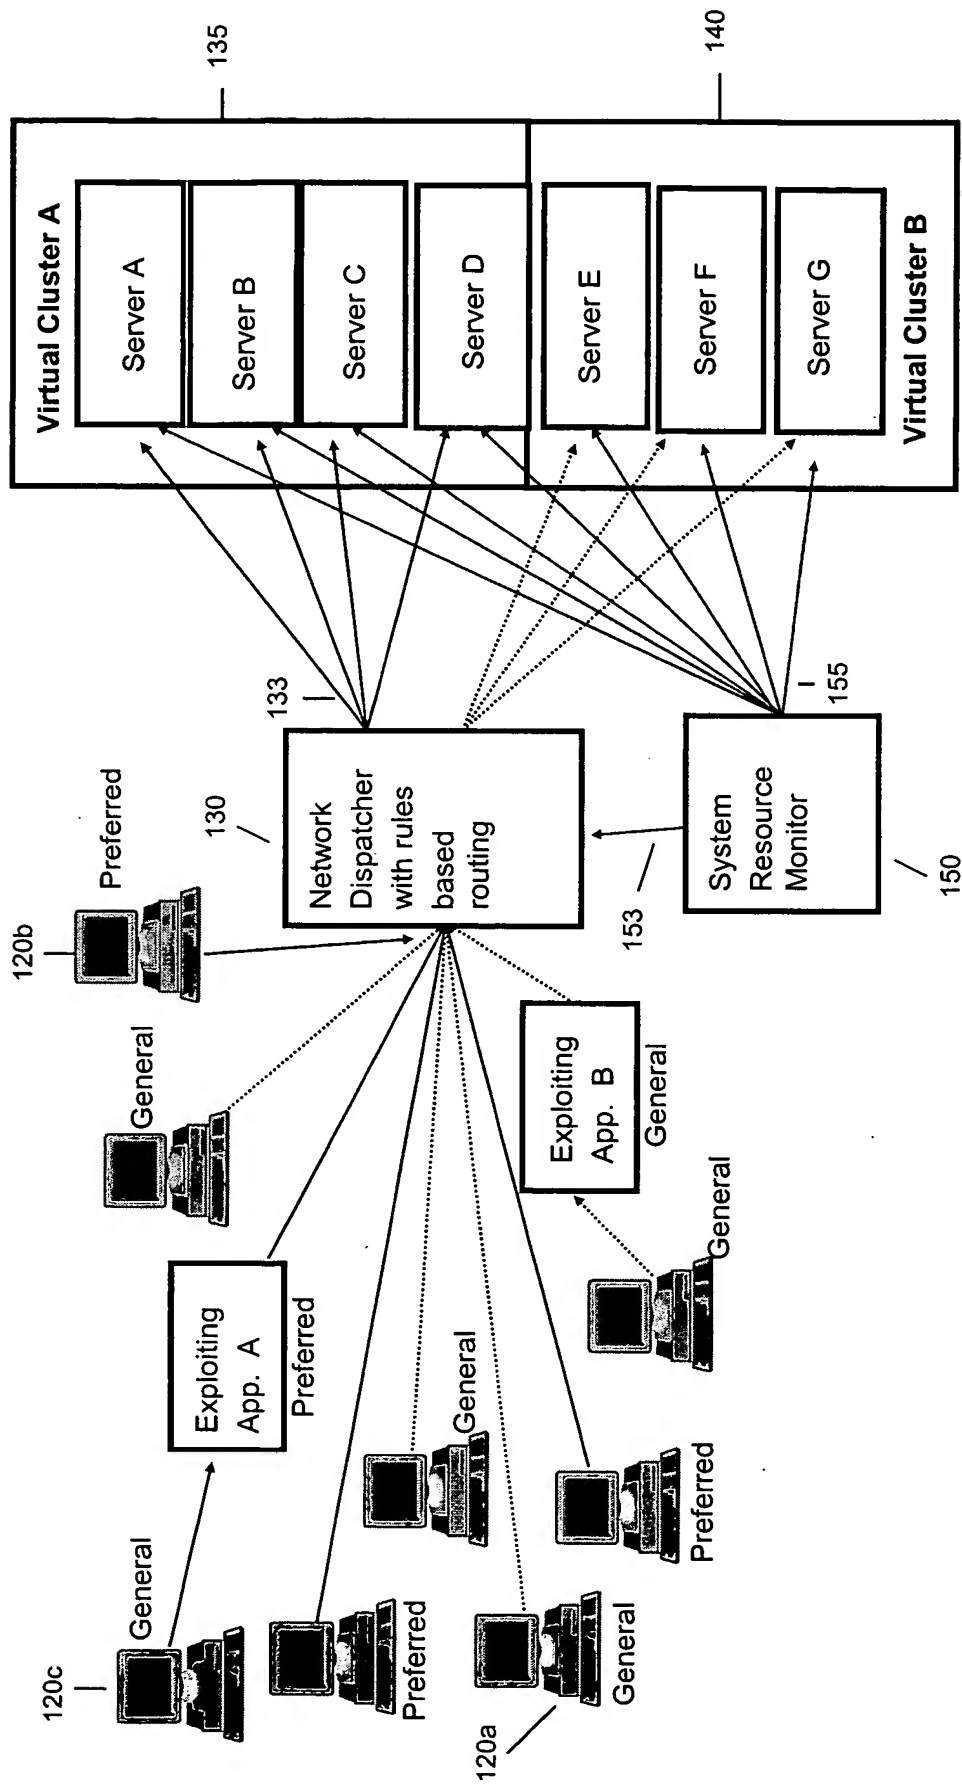 120c
General
Exploiting
App. A
Preferred
General
120b
Preferred
Preferred
General
120a
General
Preferred
General
Exploiting
App. B
General
130
Network
Dispatcher
with rules
based
routing
133
153
System
Resource
Monitor
150
155
135
Virtual Cluster A
Server A
Server B
Server C
Server D
Server E
Server F
Server G
Virtual Cluster B
140